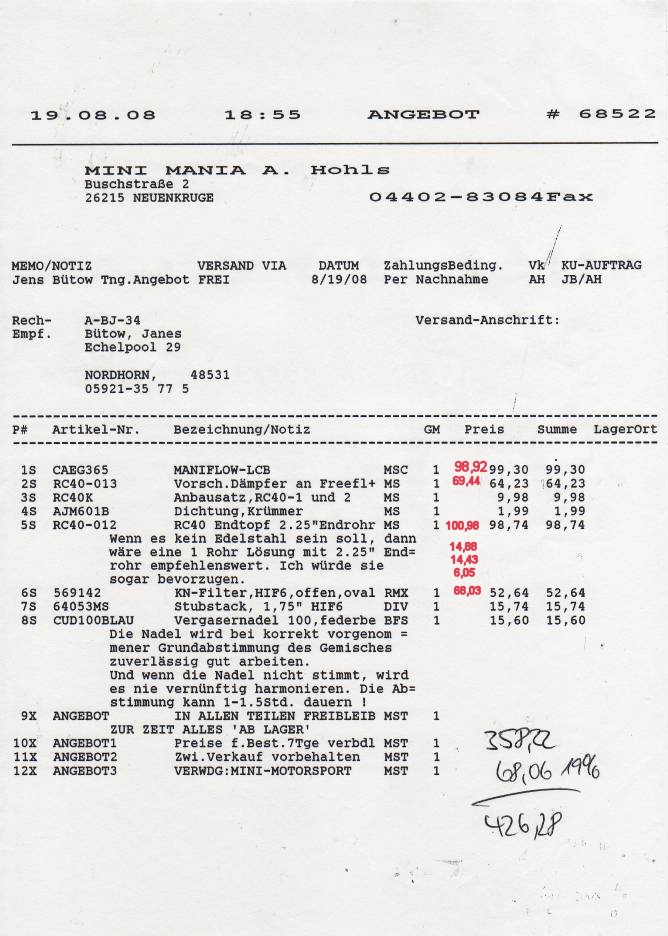 19.08.08 18:55 ANGEBOT # 68522
MINI MANIA A. Hohls
Buschstraße 2
26215 NEUENKRUGE 04402-83084Fax
MEMO/NOTIZ VERSAND VIA DATUM ZahlungsBeding. Vk KU-AUFTRAG
Jens Bütow Tng.Angebot FREI 8/19/08 Per Nachnahme AH JB/AH
Rech- A-BJ-34 Versand-Anschrift:
Empf. Bütow, Janes
Echelpool 29
NORDHORN, 48531
05921-35 77 5
P# Artikel-Nr. Bezeichnung/Notiz GM Preis Summe LagerOrt
1S CAEG365 MANIFLOW-LCB MSC 1 98,92 99,30 99,30
2S RC40-013 Vorsch.Dämpfer an Freefl+ MS 1 69,44 64,23 64,23
3S RC40K Anbausatz,RC40-1 und 2 MS 1 9,98 9,98
4S AJM601B Dichtung,Krümmer MS 1 1,99 1,99
5S RC40-012 RC40 Endtopf 2.25"Endrohr MS 1 100,98 98,74 98,74
Wenn es kein Edelstahl sein soll, dann
wäre eine 1 Rohr Lösung mit 2.25" End= 14,88
rohr empfehlenswert. Ich würde sie 14,43
sogar bevorzugen. 6,05
6S 569142 KN-Filter,HIF6,offen,oval RMX 1 68,03 52,64 52,64
7S 64053MS Stubstack, 1,75" HIF6 DIV 1 15,74 15,74
8S CUD100BLAU Vergasernadel 100,federbe BFS 1 15,60 15,60
Die Nadel wird bei korrekt vorgenom =
mener Grundabstimmung des Gemisches
zuverlässig gut arbeiten.
Und wenn die Nadel nicht stimmt, wird
es nie vernünftig harmonieren. Die Ab=
stimmung kann 1-1.5Std. dauern !
9X ANGEBOT IN ALLEN TEILEN FREIBLEIB MST 1
ZUR ZEIT ALLES 'AB LAGER'
10X ANGEBOT1 Preise f.Best.7Tge verbdl MST 1
11X ANGEBOT2 Zwi.Verkauf vorbehalten MST 1
12X ANGEBOT3 VERWDG:MINI-MOTORSPORT MST 1
358,22
68,06 19%
426,28